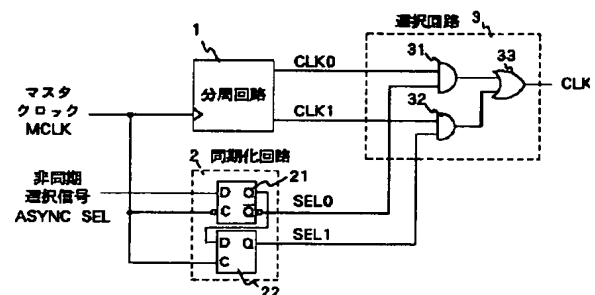 選択回路 3
1
31
33
CLK0
分周回路
マスタ
クロック
MCLK
CLK1
32
CLK
2 同期化回路
非同期
選択信号
ASYNC SEL
21
D Q
C Q
SEL0
D Q
C
SEL1
22